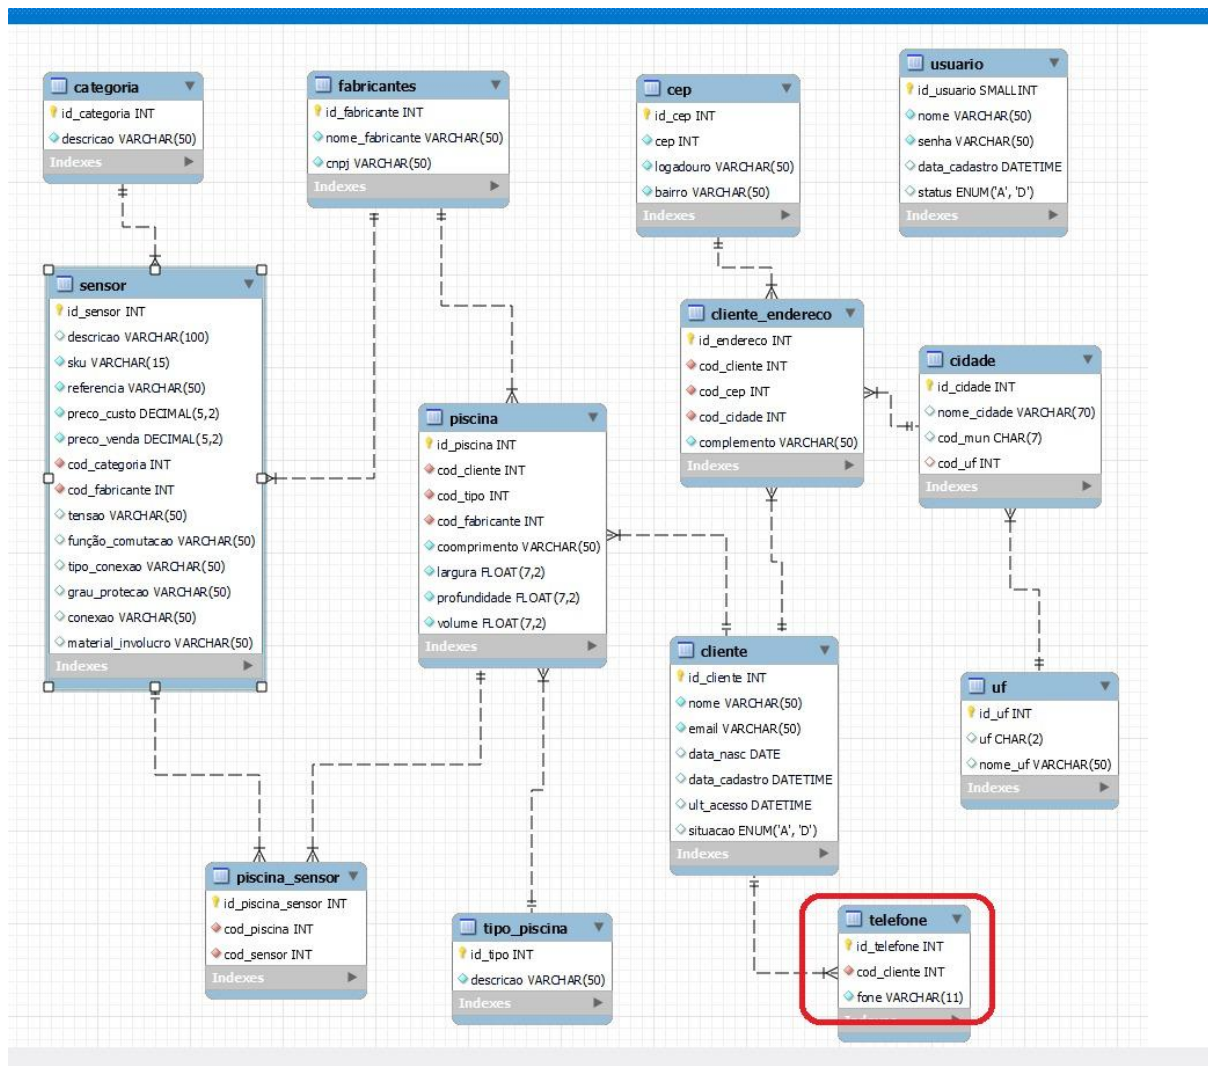 categoria
id_categoria INT
descricao VARCHAR(50)
Indexes
fabricantes
id_fabricante INT
nome_fabricante VARCHAR(50)
cnpj VARCHAR(50)
Indexes
cep
id_cep INT
cep INT
logadouro VARCHAR(50)
bairro VARCHAR(50)
Indexes
usuario
id_usuario SMALLINT
nome VARCHAR(50)
senha VARCHAR(50)
data_cadastro DATETIME
status ENUM('A', 'D')
Indexes
sensor
id_sensor INT
descricao VARCHAR(100)
sku VARCHAR(15)
referencia VARCHAR(50)
preco_custo DECIMAL(5,2)
preco_venda DECIMAL(5,2)
cod_categoria INT
cod_fabricante INT
tensao VARCHAR(50)
função_comutacao VARCHAR(50)
tipo_conexao VARCHAR(50)
grau_protecao VARCHAR(50)
conexao VARCHAR(50)
material_involucro VARCHAR(50)
Indexes
piscina
id_piscina INT
cod_cliente INT
cod_tipo INT
cod_fabricante INT
coomprimento VARCHAR(50)
largura FLOAT(7,2)
profundidade FLOAT(7,2)
volume FLOAT(7,2)
Indexes
cliente_endereco
id_endereco INT
cod_cliente INT
cod_cep INT
cod_cidade INT
complemento VARCHAR(50)
Indexes
cidade
id_cidade INT
nome_cidade VARCHAR(70)
cod_mun CHAR(7)
cod_uf INT
Indexes
cliente
id_cliente INT
nome VARCHAR(50)
email VARCHAR(50)
data_nasc DATE
data_cadastro DATETIME
ult_acesso DATETIME
situacao ENUM('A', 'D')
Indexes
uf
id_uf INT
uf CHAR(2)
nome_uf VARCHAR(50)
Indexes
piscina_sensor
id_piscina_sensor INT
cod_piscina INT
cod_sensor INT
Indexes
tipo_piscina
id_tipo INT
descricao VARCHAR(50)
Indexes
telefone
id_telefone INT
cod_cliente INT
fone VARCHAR(11)